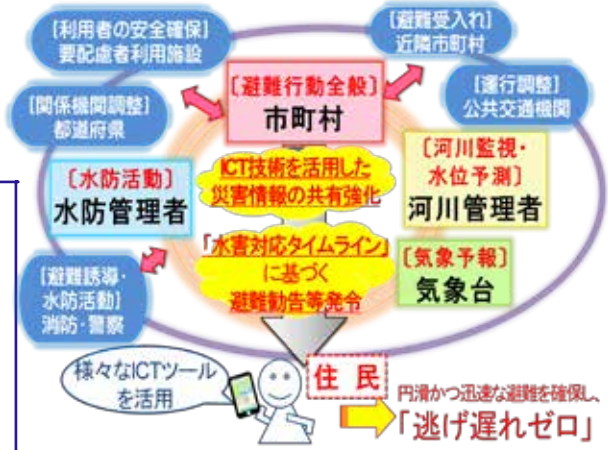 [利用者の安全確保]
要配慮者利用施設
[避難受入れ]
近隣市町村
[関係機関調整]
都道府県
[避難行動全般]
市町村
[運行調整]
公共交通機関
[水防活動]
水防管理者
ICT技術を活用した
災害情報の共有強化
[河川監視・
水位予測]
河川管理者
「水害対応タイムライン」
に基づく
避難勧告等発令
[気象予報]
気象台
[避難誘導・
水防活動]
消防・警察
様々なICTツール
を活用
住民
円滑かつ迅速な避難を確保し、
「逃げ遅れゼロ」